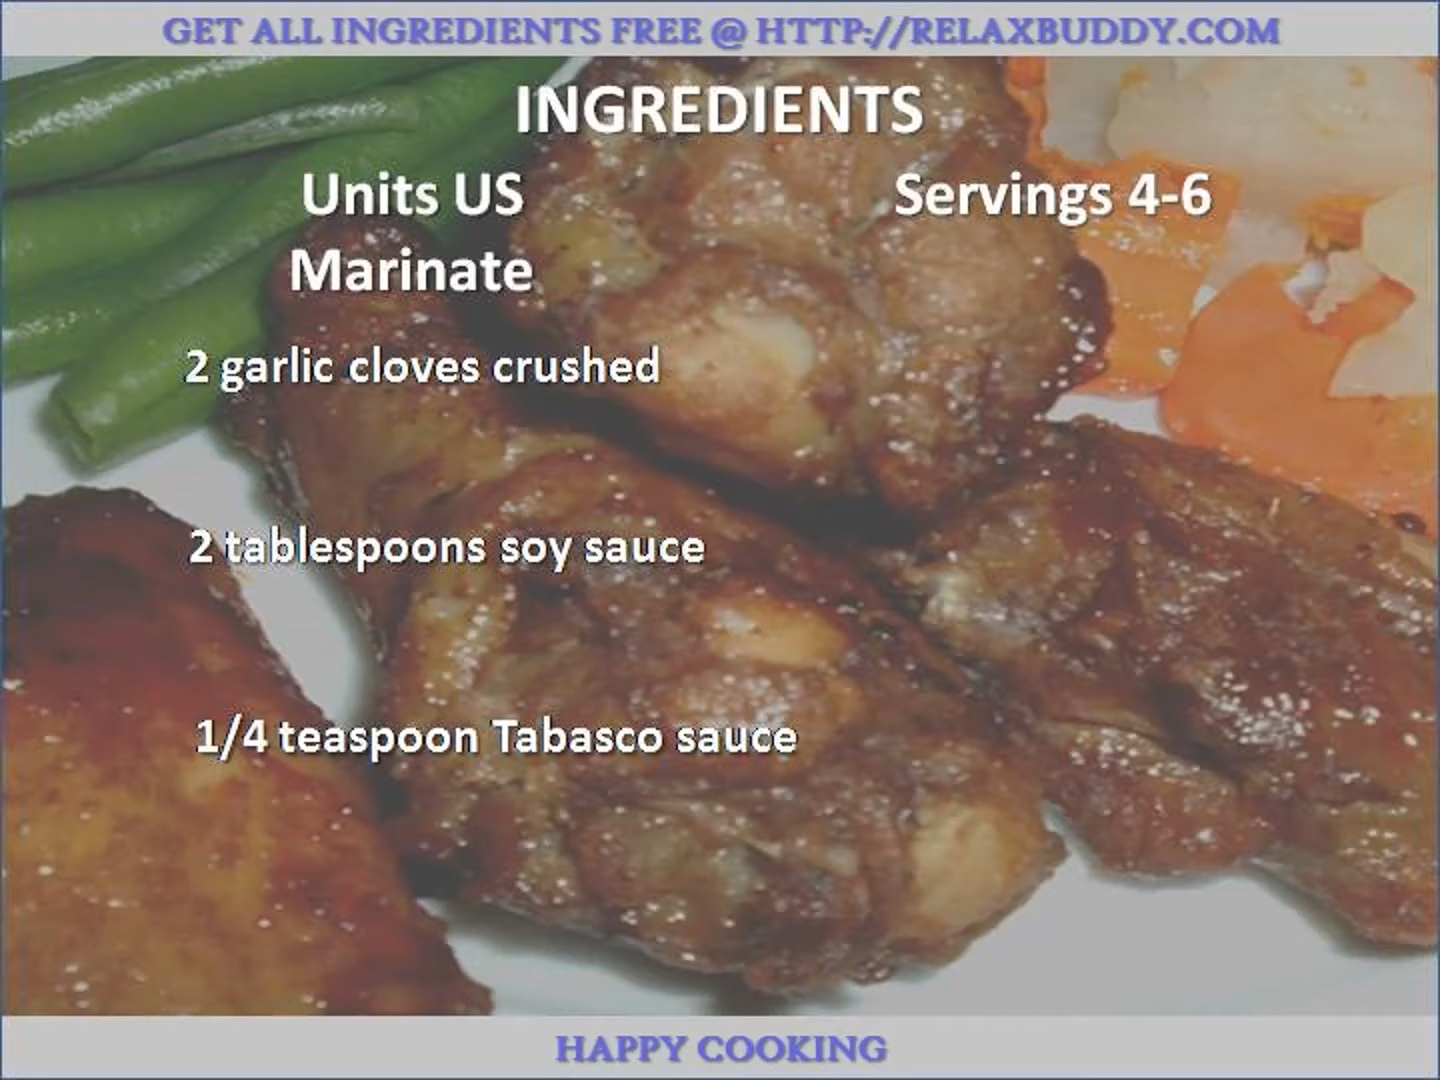 GET ALL INGREDIENTS FREE @ HTTP://RELAXBUDDY.COM
INGREDIENTS
Units US
Servings 4-6
Marinate
2 garlic cloves crushed
2 tablespoons soy sauce
1/4 teaspoon Tabasco sauce
HAPPY COOKING